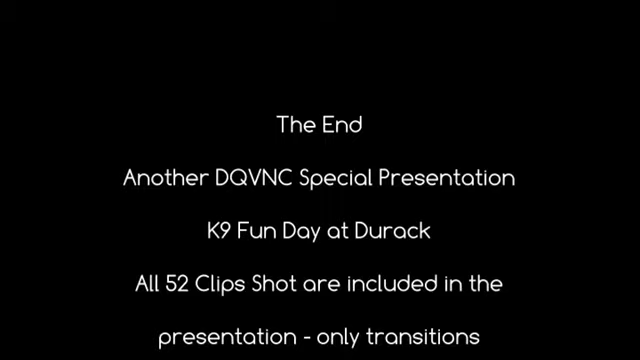 The End
Another DQVNC Special Presentation
K9 Fun Day at Durack
All 52 Clips Shot are included in the
presentation - only transitions